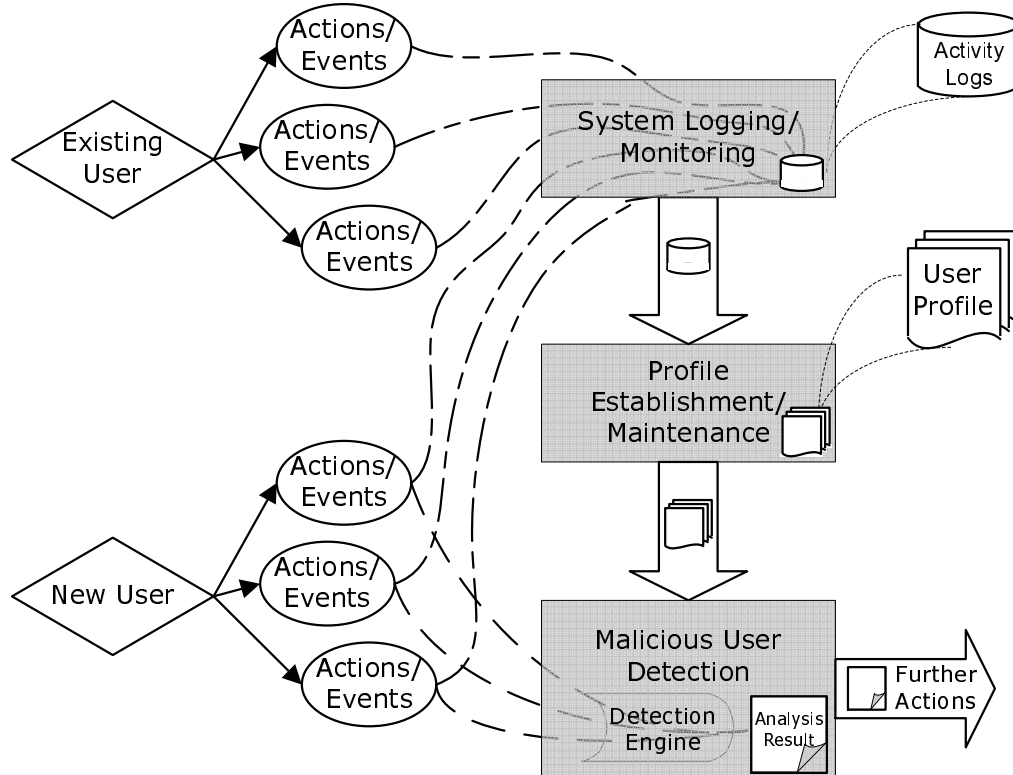 Actions/
Events
Activity
Logs
Existing
User
Actions/
Events
System Logging/
Monitoring
Actions/
Events
User
Profile
Profile
Establishment/
Maintenance
Actions/
Events
New User
Actions/
Events
Actions/
Events
Malicious User
Detection
Detection
Engine
Analysis
Result
Further
Actions